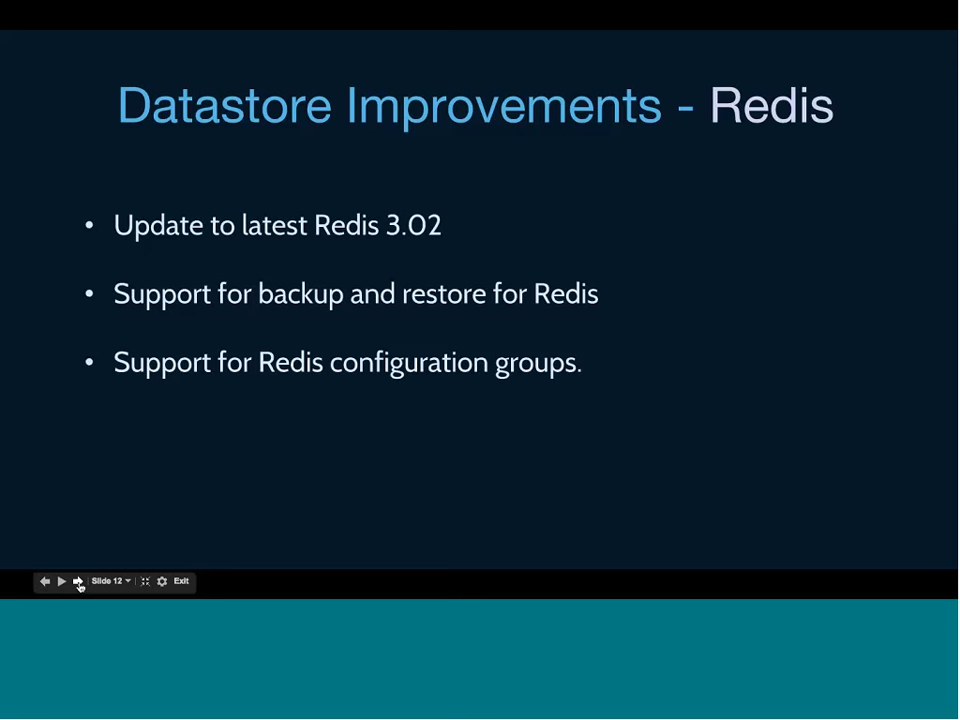 Datastore Improvements - Redis
• Update to latest Redis 3.02
• Support for backup and restore for Redis
• Support for Redis configuration groups.
Slide 12 Exit